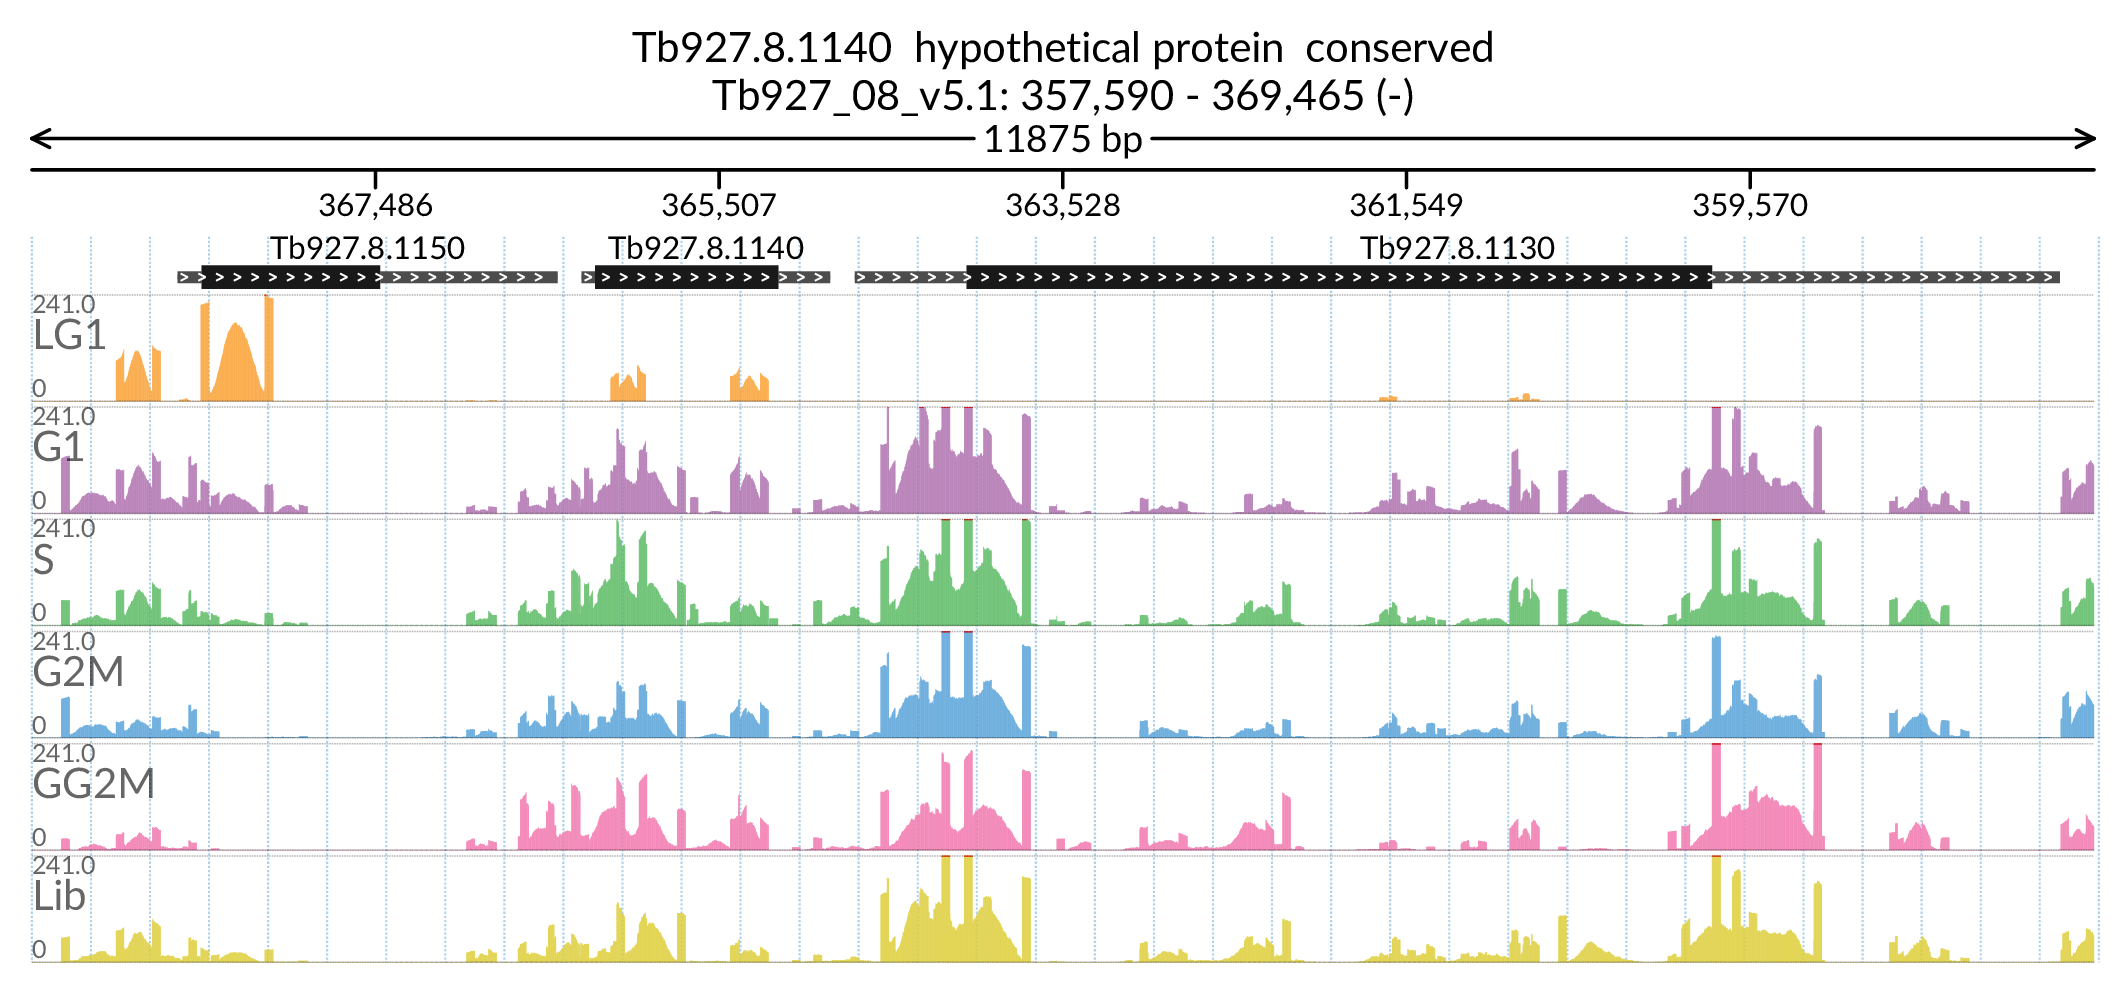 Tb927.8.1140  hypothetical protein  conserved
Tb927_08_v5.1: 357,590 - 369,465 (-)
11875 bp
367,486 365,507 363,528 361,549 359,570
Tb927.8.1150 Tb927.8.1140 Tb927.8.1130
241.0
LG1
0
241.0
G1
0
241.0
S
0
241.0
G2M
0
241.0
GG2M
0
241.0
Lib
0